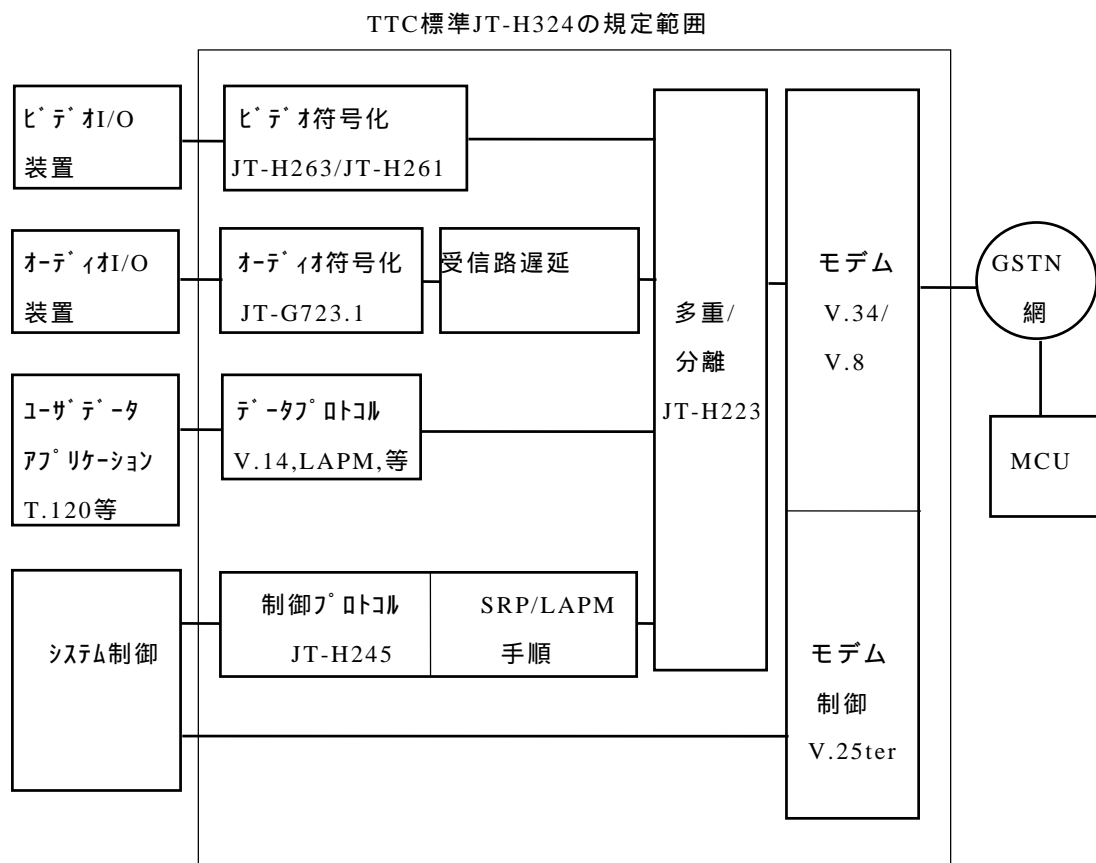 TTC標準JT-H324の規定範囲
ﾋﾞﾃﾞｵI/O
装置
ﾋﾞﾃﾞｵ符号化
JT-H263/JT-H261
ｵｰﾃﾞｨｵI/O
装置
ｵｰﾃﾞｨｵ符号化
JT-G723.1
受信路遅延
ﾕｰｻﾞﾃﾞｰﾀ
ｱﾌﾟﾘｹｰｼｮﾝ
T.120等
ﾃﾞｰﾀﾌﾟﾛﾄｺﾙ
V.14,LAPM,等
ｼｽﾃﾑ制御
制御ﾌﾟﾛﾄｺﾙ
JT-H245
SRP/LAPM
手順
多重/
分離
JT-H223
モデム
V.34/
V.8
モデム
制御
V.25ter
GSTN
網
MCU